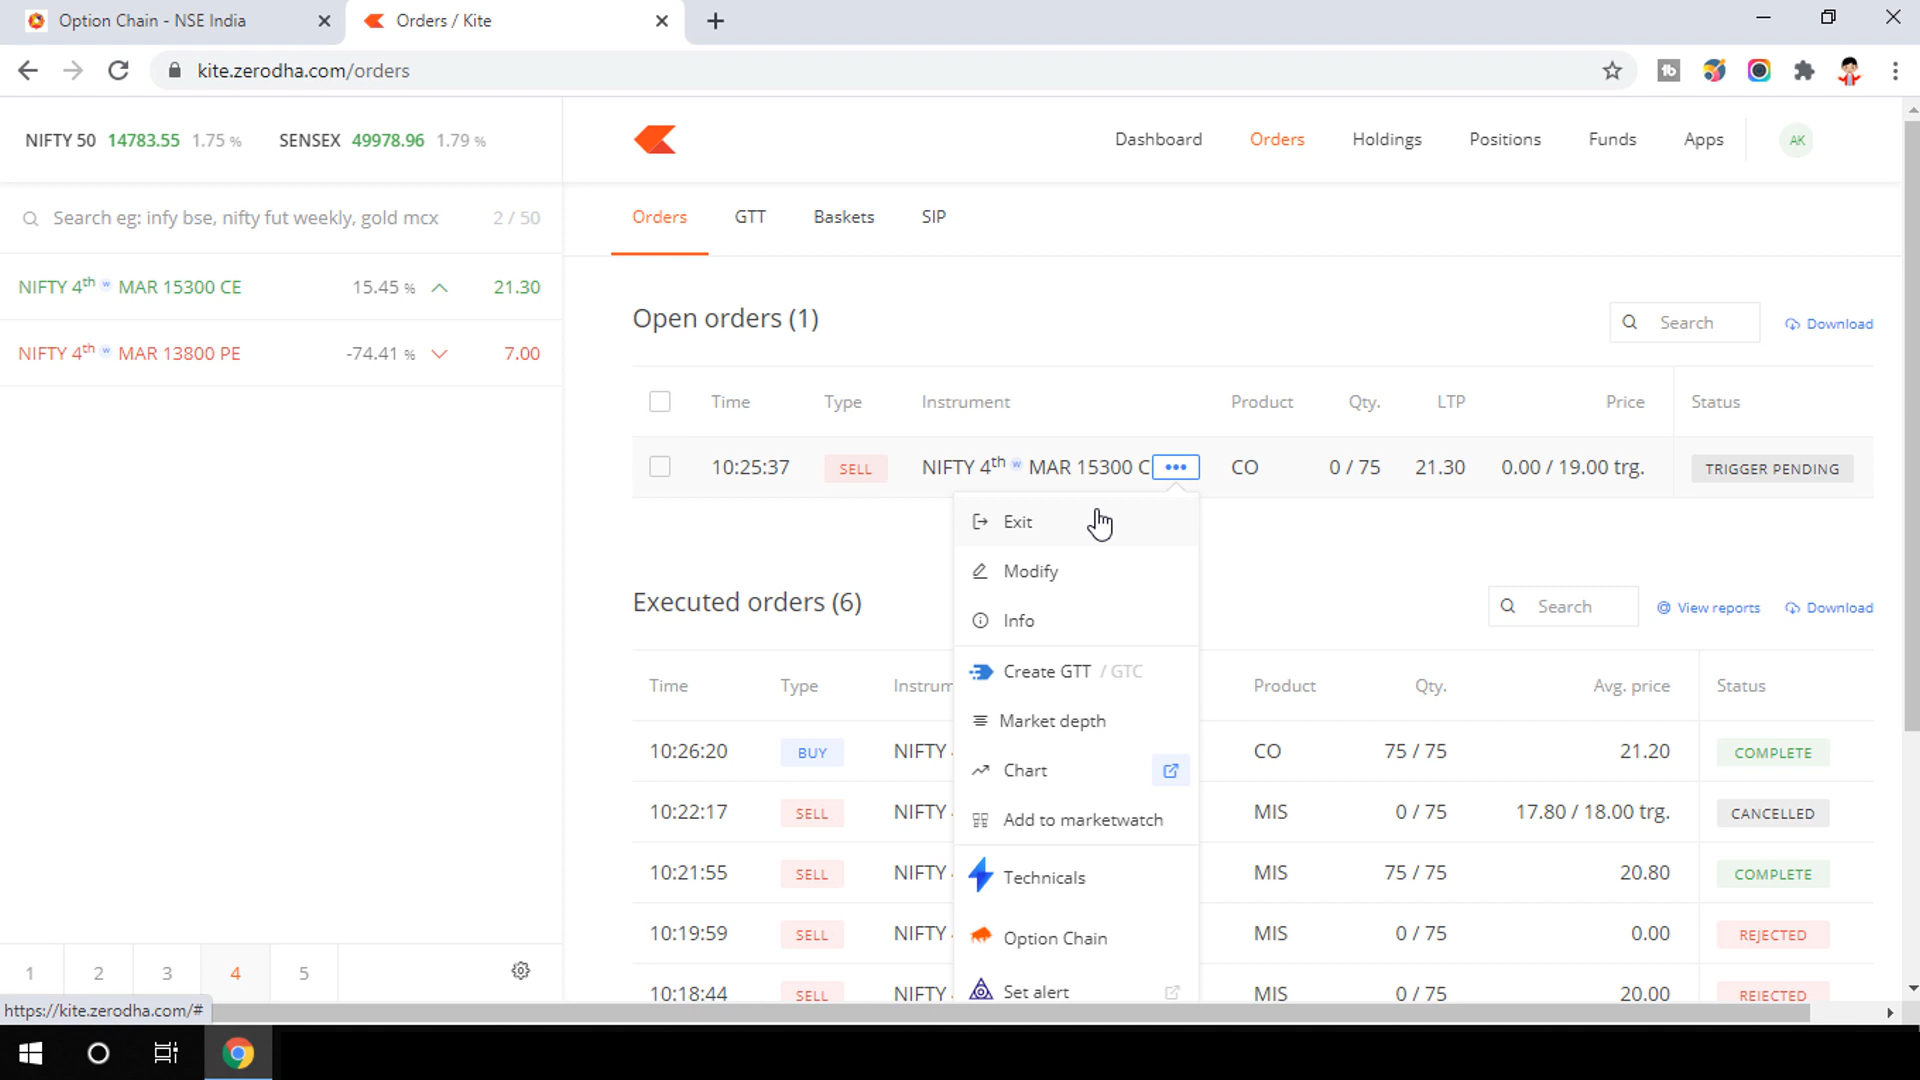 Option Chain - NSE India
Orders / Kite
kite.zerodha.com/orders
NIFTY 50 14783.55 1.75 % SENSEX 49978.96 1.79 %
Dashboard Orders Holdings Positions Funds Apps AK
Search eg: infy bse, nifty fut weekly, gold mcx 2 / 50
Orders GTT Baskets SIP
NIFTY 4th w MAR 15300 CE 15.45 % 21.30
NIFTY 4th w MAR 13800 PE -74.41 % 7.00
Open orders (1) Search Download
Time Type Instrument Product Qty. LTP Price Status
10:25:37 SELL NIFTY 4th w MAR 15300 C ••• CO 0 / 75 21.30 0.00 / 19.00 trg. TRIGGER PENDING
Exit
Modify
Info
Create GTT / GTC
Market depth
Chart
Add to marketwatch
Technicals
Option Chain
Set alert
Executed orders (6) Search View reports Download
Time Type Instrum Product Qty. Avg. price Status
10:26:20 BUY NIFTY CO 75 / 75 21.20 COMPLETE
10:22:17 SELL NIFTY MIS 0 / 75 17.80 / 18.00 trg. CANCELLED
10:21:55 SELL NIFTY MIS 75 / 75 20.80 COMPLETE
10:19:59 SELL NIFTY MIS 0 / 75 0.00 REJECTED
10:18:44 SELL NIFTY MIS 0 / 75 20.00 REJECTED
1 2 3 4 5
https://kite.zerodha.com/#